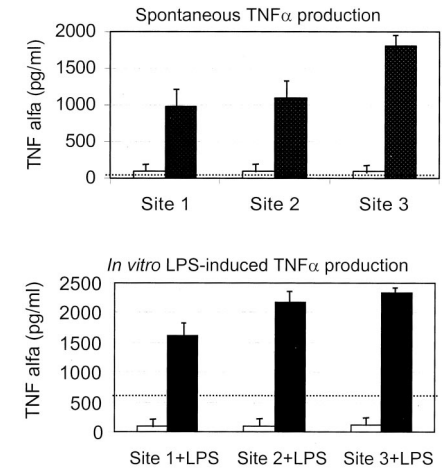 Spontaneous TNFα production
TNF alfa (pg/ml)
2000
1500
1000
500
0
Site 1 Site 2 Site 3
In vitro LPS-induced TNFα production
TNF alfa (pg/ml)
2500
2000
1500
1000
500
0
Site 1+LPS Site 2+LPS Site 3+LPS